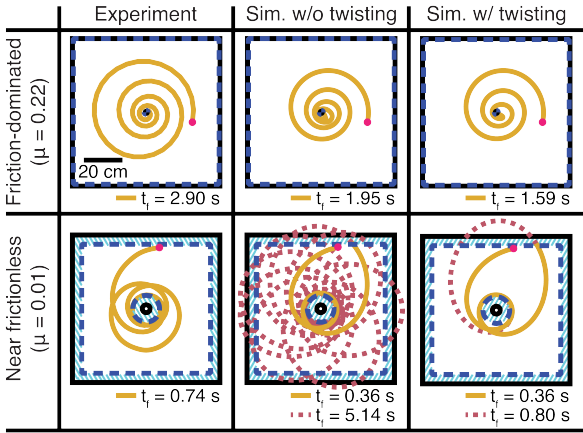 Experiment
Sim. w/o twisting
Sim. w/ twisting
Friction-dominated
(μ = 0.22)
20 cm
t_f = 2.90 s
t_f = 1.95 s
t_f = 1.59 s
Near frictionless
(μ = 0.01)
t_f = 0.74 s
t_f = 0.36 s
t_f = 5.14 s
t_f = 0.36 s
t_f = 0.80 s